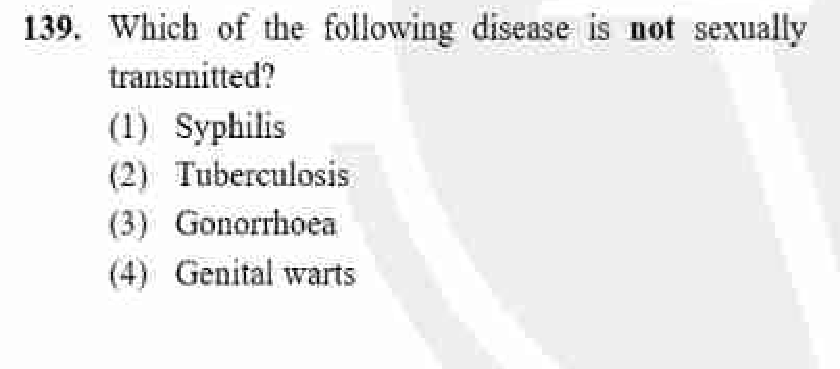 139. Which of the following disease is not sexually
transmitted?
(1) Syphilis
(2) Tuberculosis
(3) Gonorrhoea
(4) Genital warts